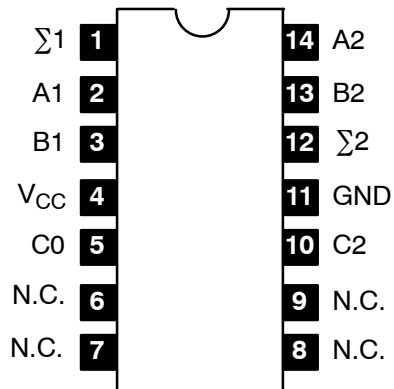 ∑1 1 14 A2
A1 2 13 B2
B1 3 12 ∑2
VCC 4 11 GND
C0 5 10 C2
N.C. 6 9 N.C.
N.C. 7 8 N.C.